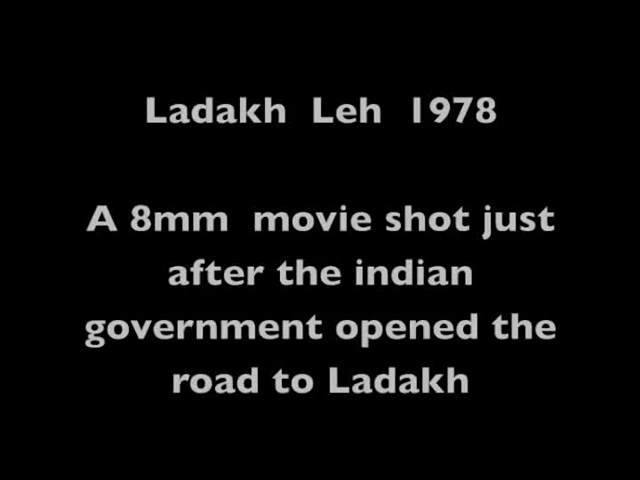 Ladakh Leh 1978
A 8mm movie shot just
after the indian
government opened the
road to Ladakh